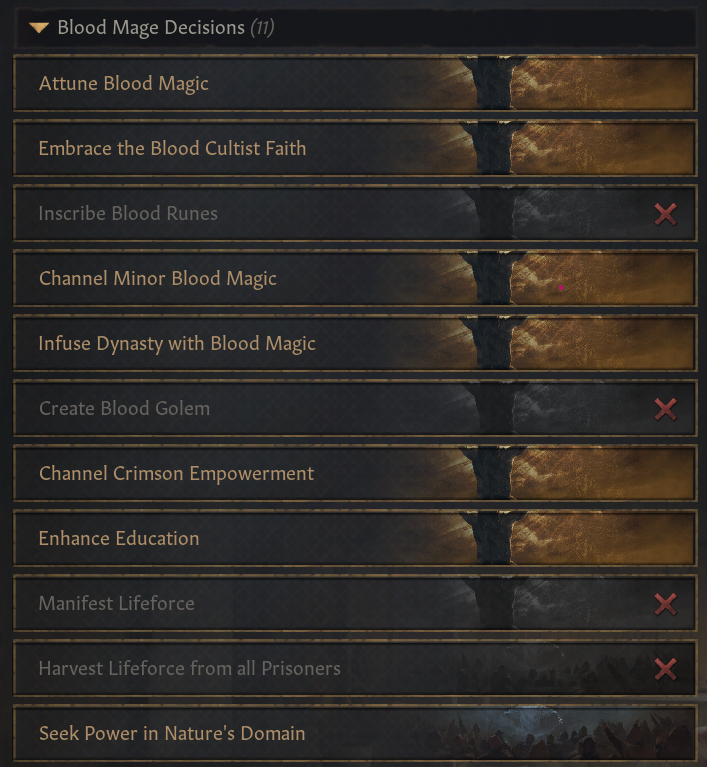 Blood Mage Decisions (11)
Attune Blood Magic
Embrace the Blood Cultist Faith
Inscribe Blood Runes
Channel Minor Blood Magic
Infuse Dynasty with Blood Magic
Create Blood Golem
Channel Crimson Empowerment
Enhance Education
Manifest Lifeforce
Harvest Lifeforce from all Prisoners
Seek Power in Nature's Domain